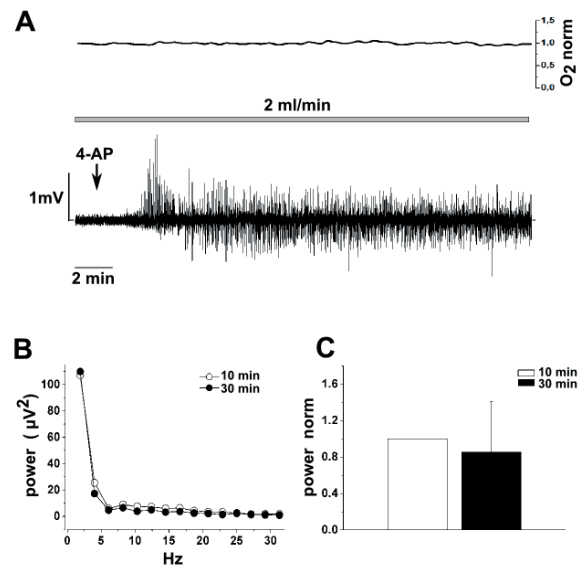 A
1,5
1,0
0,0
O2 norm
2 ml/min
4-AP
1mV
2 min
B
10 min
30 min
100
80
60
40
20
0
power ( µV2)
0 5 10 15 20 25 30
Hz
C
10 min
30 min
1.6
1.2
0.8
0.4
0.0
power norm